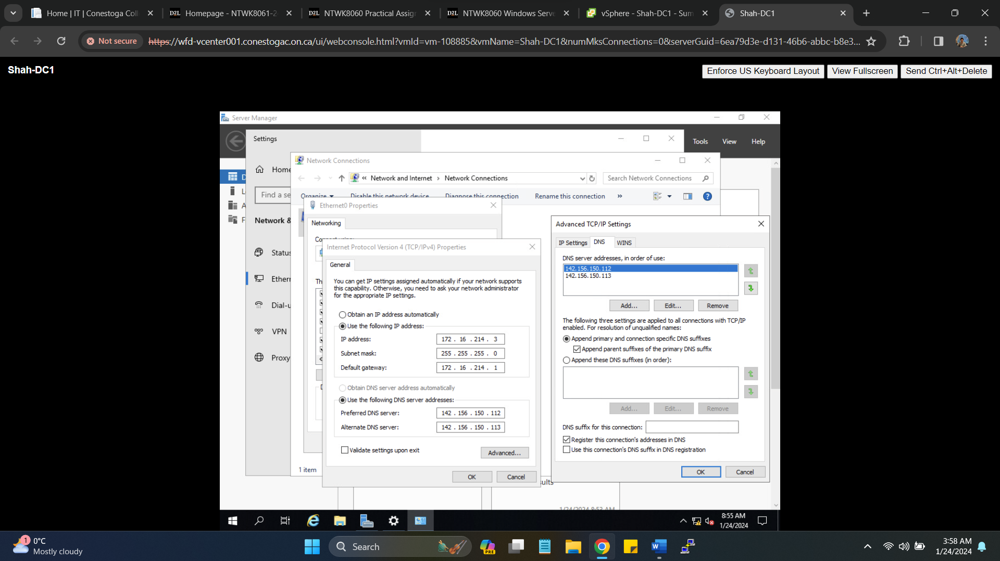 Home | IT | Conestoga Coll
Homepage - NTWK8061-2
NTWK8060 Practical Assig
NTWK8060 Windows Serve
vSphere - Shah-DC1 - Sum
Shah-DC1
Not secure
https://wfd-vcenter001.conestogac.on.ca/ui/webconsole.html?vmId=vm-108885&vmName=Shah-DC1&numMksConnections=0&serverGuid=6ea79d3e-d131-46b6-abbc-b8e3...
Shah-DC1
Enforce US Keyboard Layout
View Fullscreen
Send Ctrl+Alt+Delete
Server Manager
Tools
View
Help
Settings
Home
Find a se
Network &
Status
Ethern
Dial-u
VPN
Proxy
Network Connections
« Network and Internet › Network Connections
Search Network Connections
Organize
Disable this network device
Diagnose this connection
Rename this connection
»
1 item
Ethernet0 Properties
Networking
Connect using:
Th
Internet Protocol Version 4 (TCP/IPv4) Properties
General
You can get IP settings assigned automatically if your network supports
this capability. Otherwise, you need to ask your network administrator
for the appropriate IP settings.
Obtain an IP address automatically
Use the following IP address:
IP address: 172 . 16 . 214 . 3
Subnet mask: 255 . 255 . 255 . 0
Default gateway: 172 . 16 . 214 . 1
Obtain DNS server address automatically
Use the following DNS server addresses:
Preferred DNS server: 142 . 156 . 150 . 112
Alternate DNS server: 142 . 156 . 150 . 113
Validate settings upon exit
Advanced...
OK
Cancel
Advanced TCP/IP Settings
IP Settings
DNS
WINS
DNS server addresses, in order of use:
142.156.150.112
142.156.150.113
Add...
Edit...
Remove
The following three settings are applied to all connections with TCP/IP
enabled. For resolution of unqualified names:
Append primary and connection specific DNS suffixes
Append parent suffixes of the primary DNS suffix
Append these DNS suffixes (in order):
Add...
Edit...
Remove
DNS suffix for this connection:
Register this connection's addresses in DNS
Use this connection's DNS suffix in DNS registration
OK
Cancel
ults
1/24/2024 8:53 AM
8:55 AM
1/24/2024
1
0°C
Mostly cloudy
Search
PRE
3:58 AM
1/24/2024